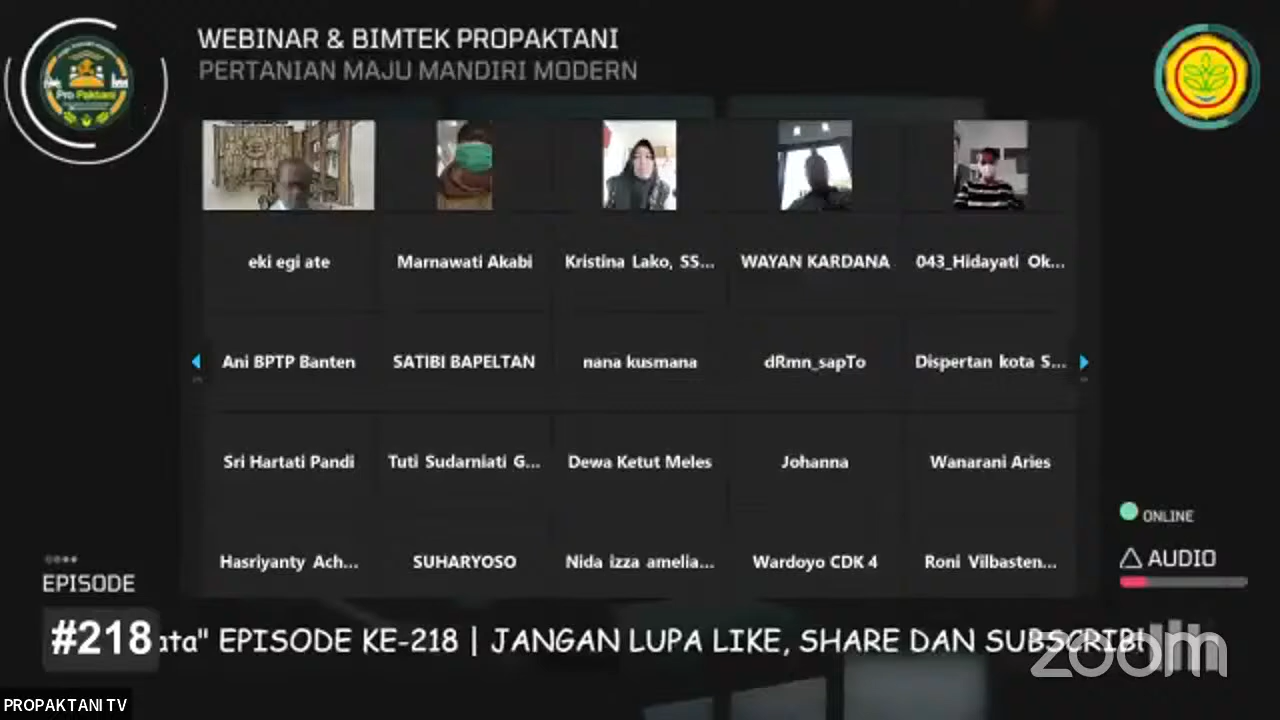 WEBINAR & BIMTEK PROPAKTANI
PERTANIAN MAJU MANDIRI MODERN
Pro Paktani
eki egi ate
Marnawati Akabi
Kristina Lako, SS...
WAYAN KARDANA
043_Hidayati Ok...
Ani BPTP Banten
SATIBI BAPELTAN
nana kusmana
dRmn_sapTo
Dispertan kota S...
Sri Hartati Pandi
Tuti Sudarniati G...
Dewa Ketut Meles
Johanna
Wanarani Aries
Hasriyanty Ach...
SUHARYOSO
Nida izza amelia...
Wardoyo CDK 4
Roni Vilbasten...
ONLINE
AUDIO
EPISODE
#218
ata" EPISODE KE-218 | JANGAN LUPA LIKE, SHARE DAN SUBSCRIB
zoom
PROPAKTANI TV